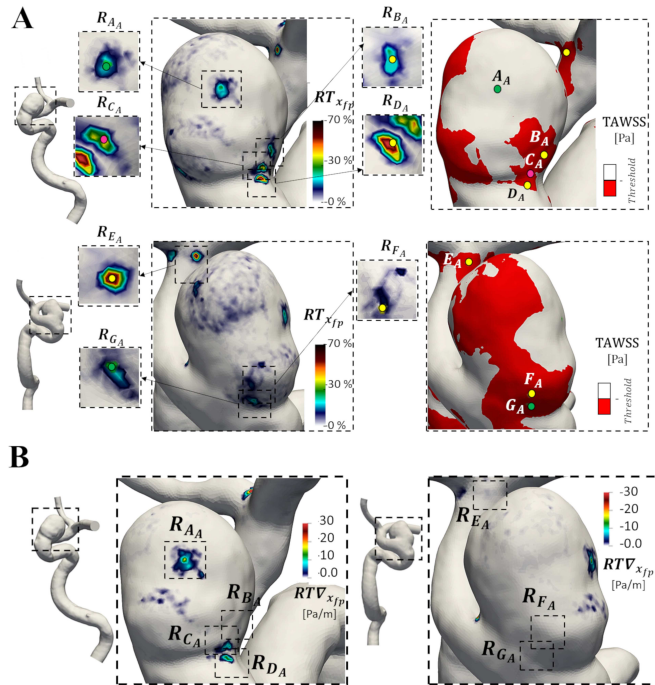 A
R_{A_A}
R_{B_A}
R_{C_A}
R_{D_A}
RT_{x_{fp}}
70 %
30 %
0 %
A_A
B_A
C_A
D_A
TAWSS
[Pa]
Threshold
R_{E_A}
R_{F_A}
R_{G_A}
RT_{x_{fp}}
70 %
30 %
0 %
E_A
F_A
G_A
TAWSS
[Pa]
Threshold
B
R_{A_A}
R_{B_A}
R_{C_A}
R_{D_A}
30
-20
-10
-0.0
RT∇_{x_{fp}}
[Pa/m]
R_{E_A}
R_{F_A}
R_{G_A}
-30
-20
-10
-0.0
RT∇_{x_{fp}}
[Pa/m]